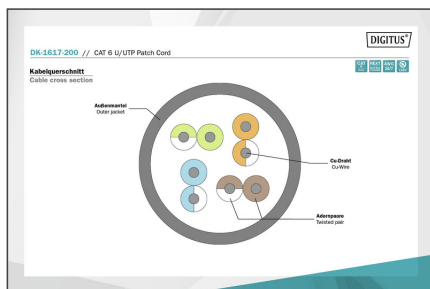 DIGITUS®
DK-1617-200 // CAT 6 U/UTP Patch Cord
Kabelquerschnitt
Cable cross section
CAT
Außenmantel
Outer jacket
Cu-Draht
Cu-Wire
Adernpaare
Twisted pair